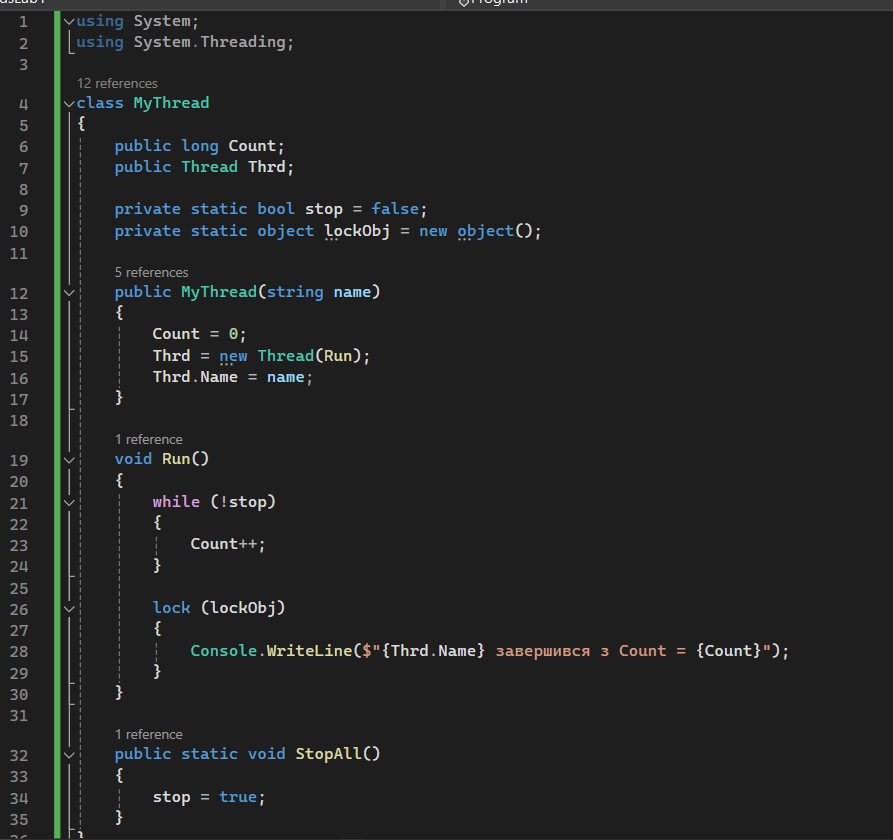 Program
1 using System;
2 using System.Threading;
3
12 references
4 class MyThread
5 {
6 public long Count;
7 public Thread Thrd;
8
9 private static bool stop = false;
10 private static object lockObj = new object();
11
5 references
12 public MyThread(string name)
13 {
14 Count = 0;
15 Thrd = new Thread(Run);
16 Thrd.Name = name;
17 }
18
1 reference
19 void Run()
20 {
21 while (!stop)
22 {
23 Count++;
24 }
25
26 lock (lockObj)
27 {
28 Console.WriteLine($"{Thrd.Name} завершився з Count = {Count}");
29 }
30 }
31
1 reference
32 public static void StopAll()
33 {
34 stop = true;
35 }
36 }